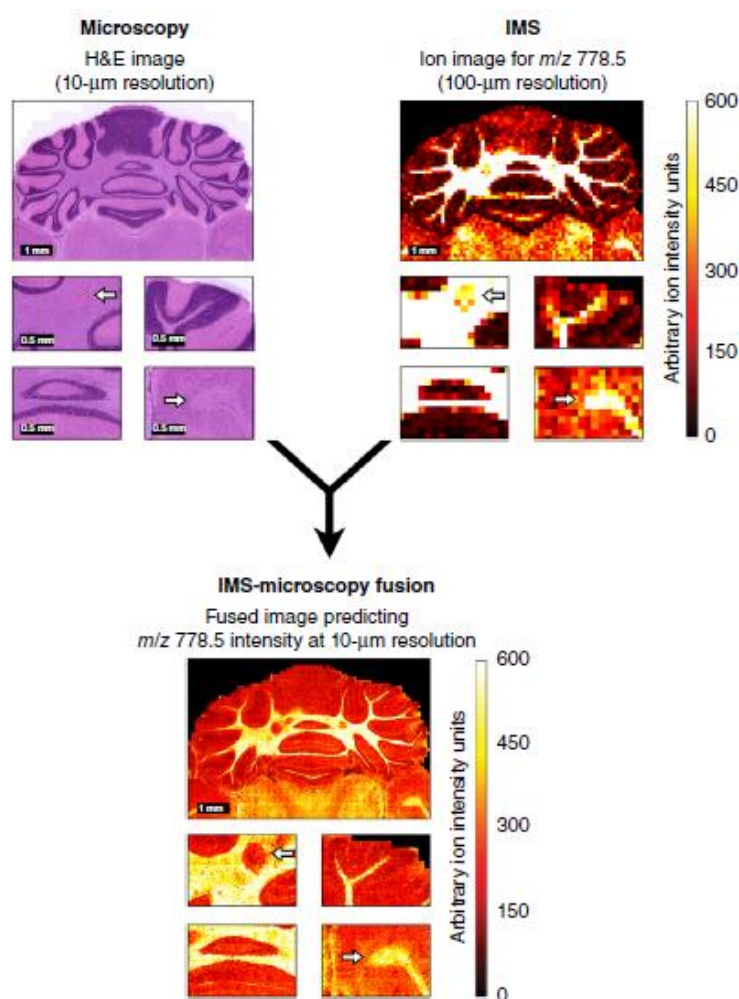 Microscopy
H&E image
(10-μm resolution)
1 mm
0.5 mm
0.5 mm
0.5 mm
0.5 mm
IMS
Ion image for m/z 778.5
(100-μm resolution)
1 mm
600
450
300
150
0
Arbitrary ion intensity units
IMS-microscopy fusion
Fused image predicting
m/z 778.5 intensity at 10-μm resolution
1 mm
600
450
300
150
0
Arbitrary ion intensity units